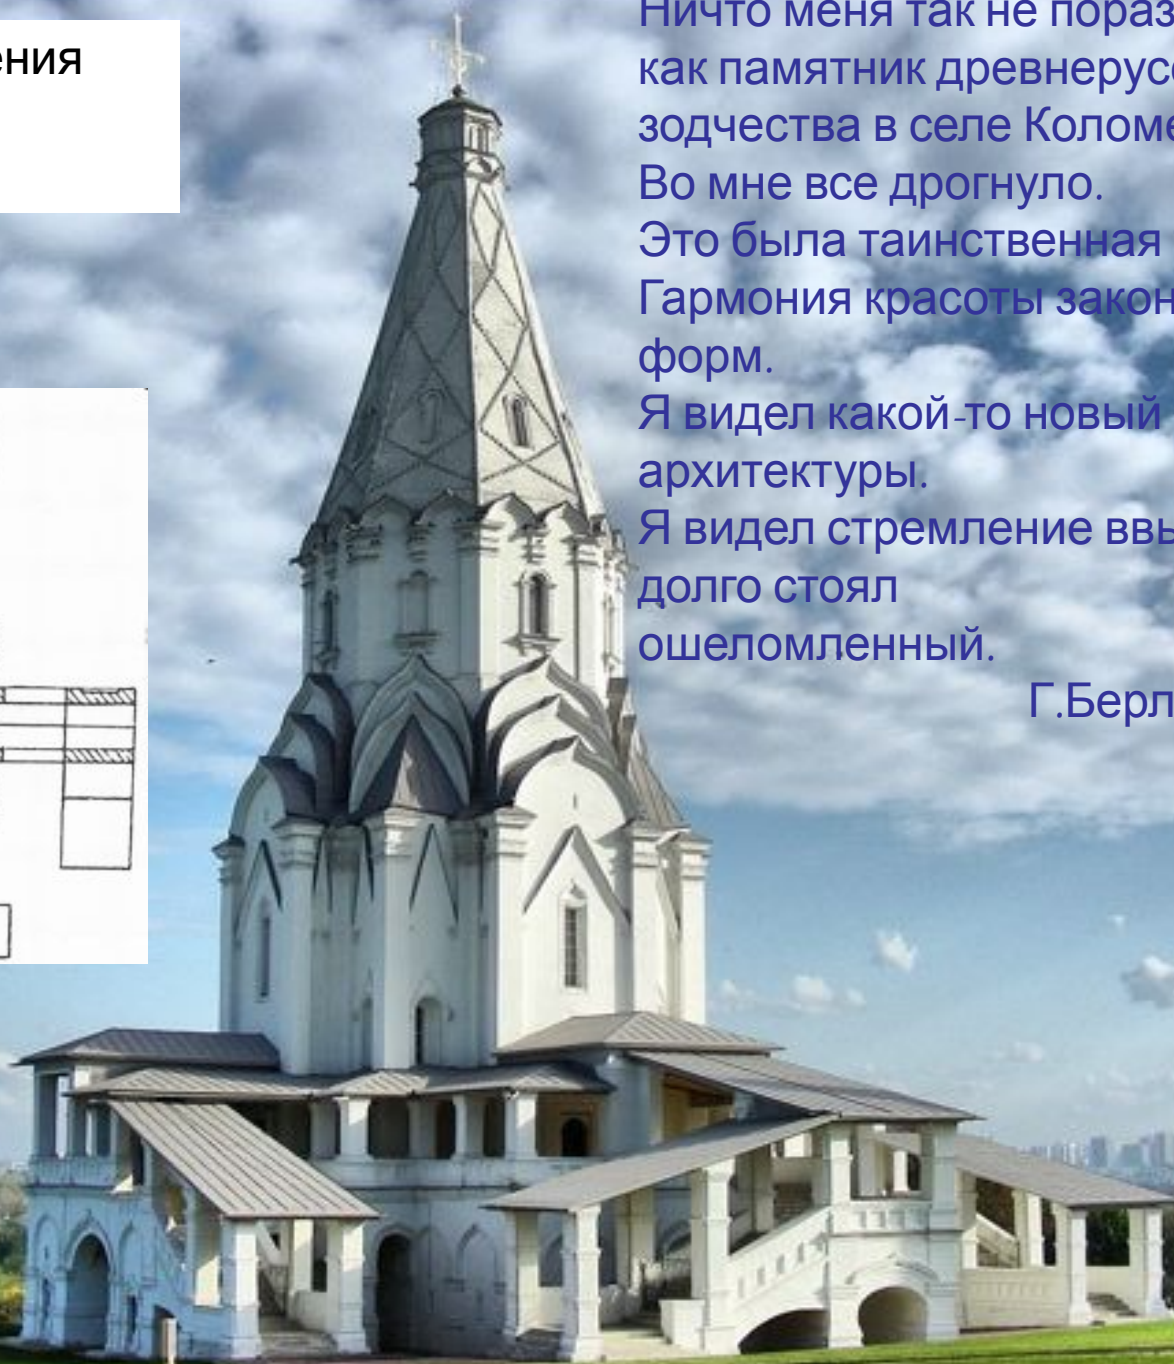 ения
Ничто меня так не пораз
как памятник древнерус
зодчества в селе Коломе
Во мне все дрогнуло.
Это была таинственная
Гармония красоты закон
форм.
Я видел какой-то новый
архитектуры.
Я видел стремление ввы
долго стоял
ошеломленный.
Г.Берл